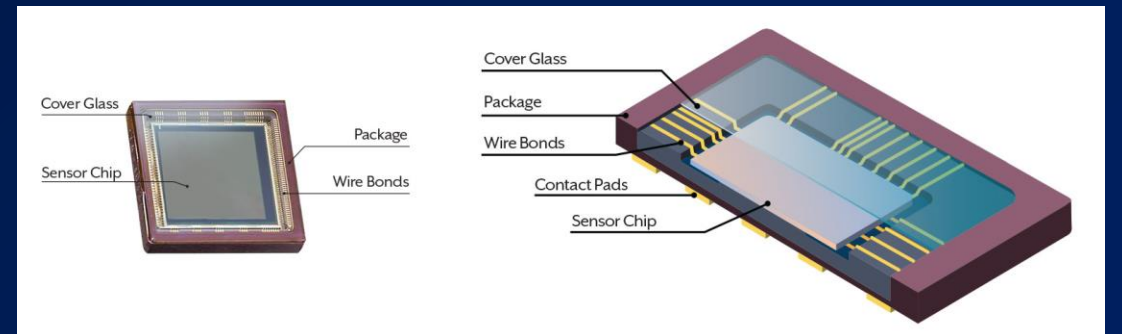 Cover Glass
Package
Sensor Chip
Wire Bonds
Cover Glass
Package
Wire Bonds
Contact Pads
Sensor Chip